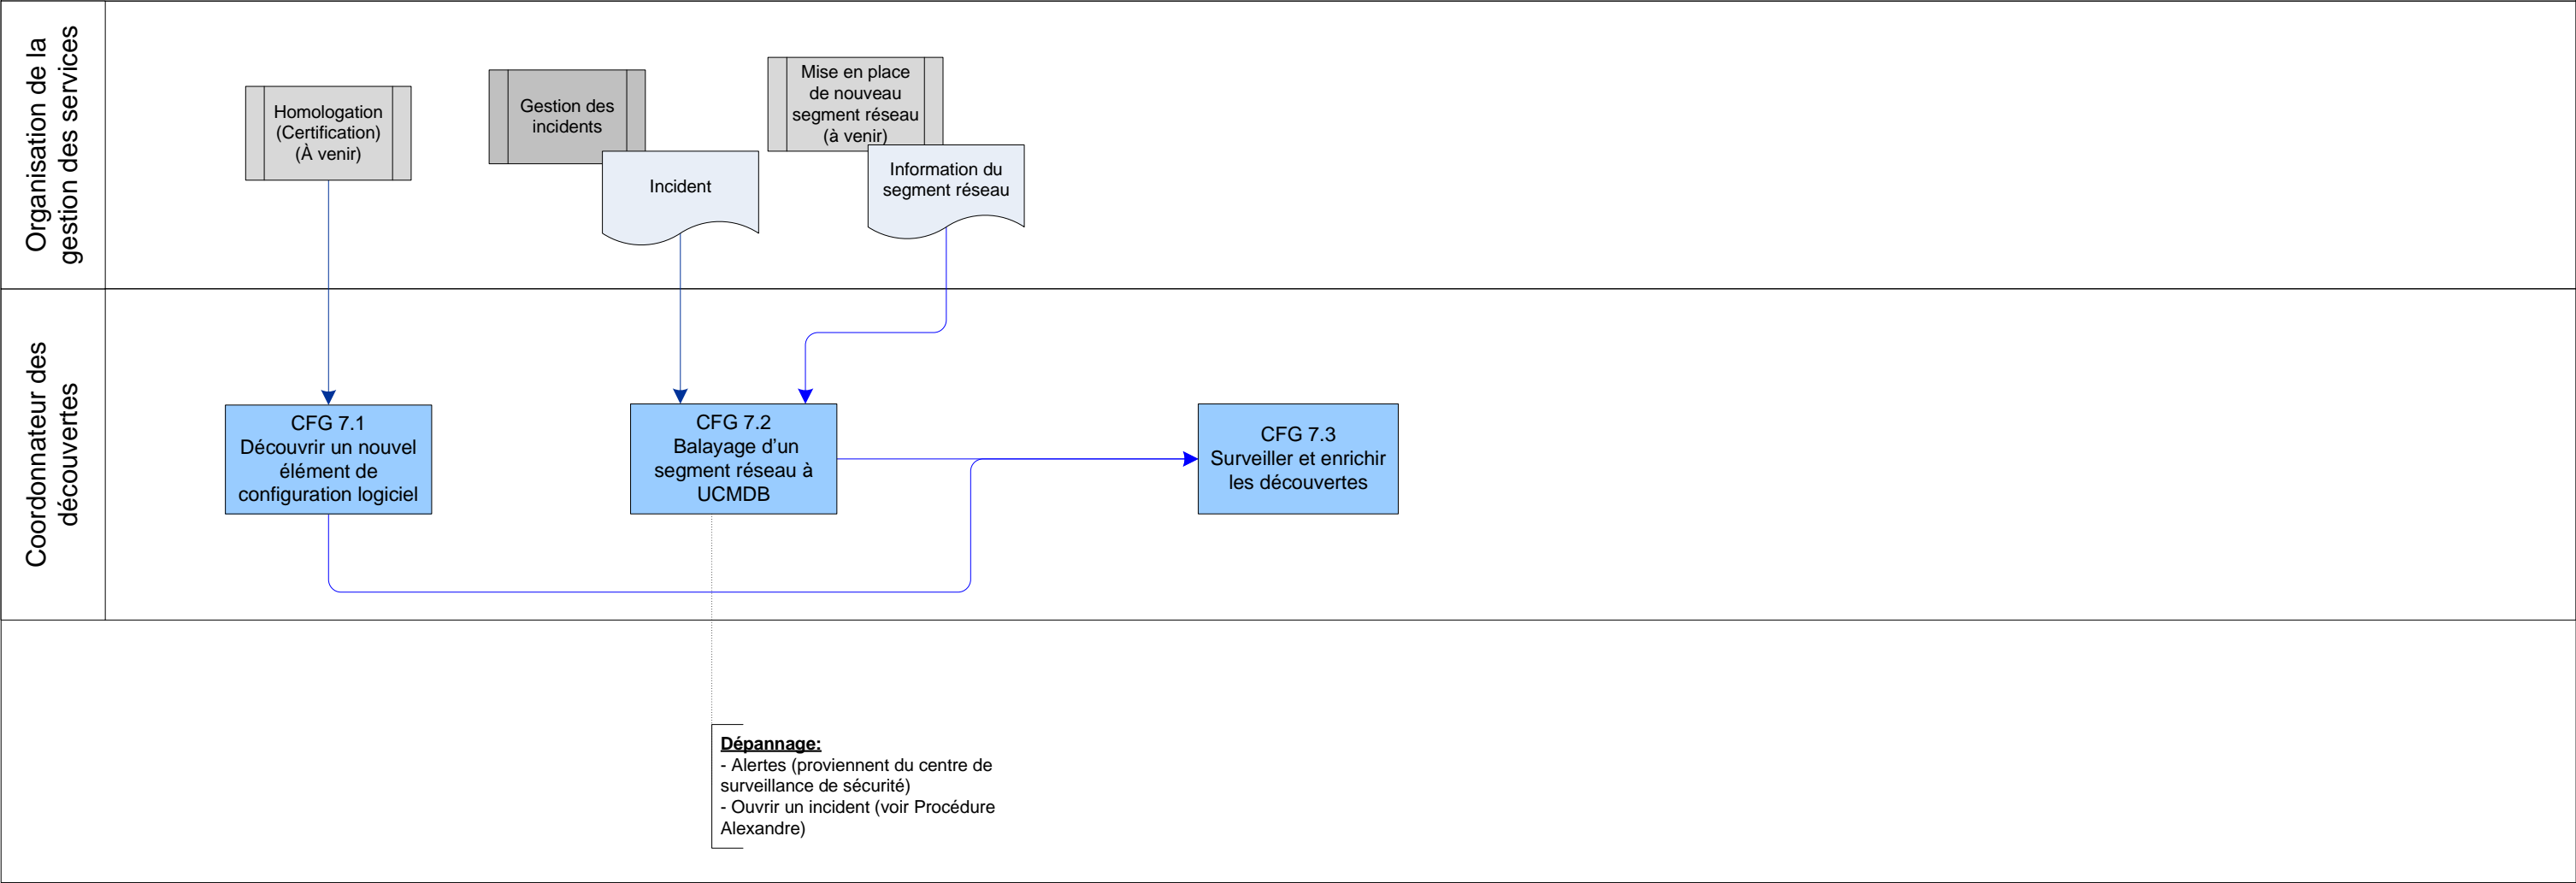 Organisation de la
gestion des services
Homologation
(Certification)
(À venir)
Gestion des
incidents
Incident
Mise en place
de nouveau
segment réseau
(à venir)
Information du
segment réseau
Coordonnateur des
découvertes
CFG 7.1
Découvrir un nouvel
élément de
configuration logiciel
CFG 7.2
Balayage d’un
segment réseau à
UCMDB
CFG 7.3
Surveiller et enrichir
les découvertes
Dépannage:
- Alertes (proviennent du centre de
surveillance de sécurité)
- Ouvrir un incident (voir Procédure
Alexandre)